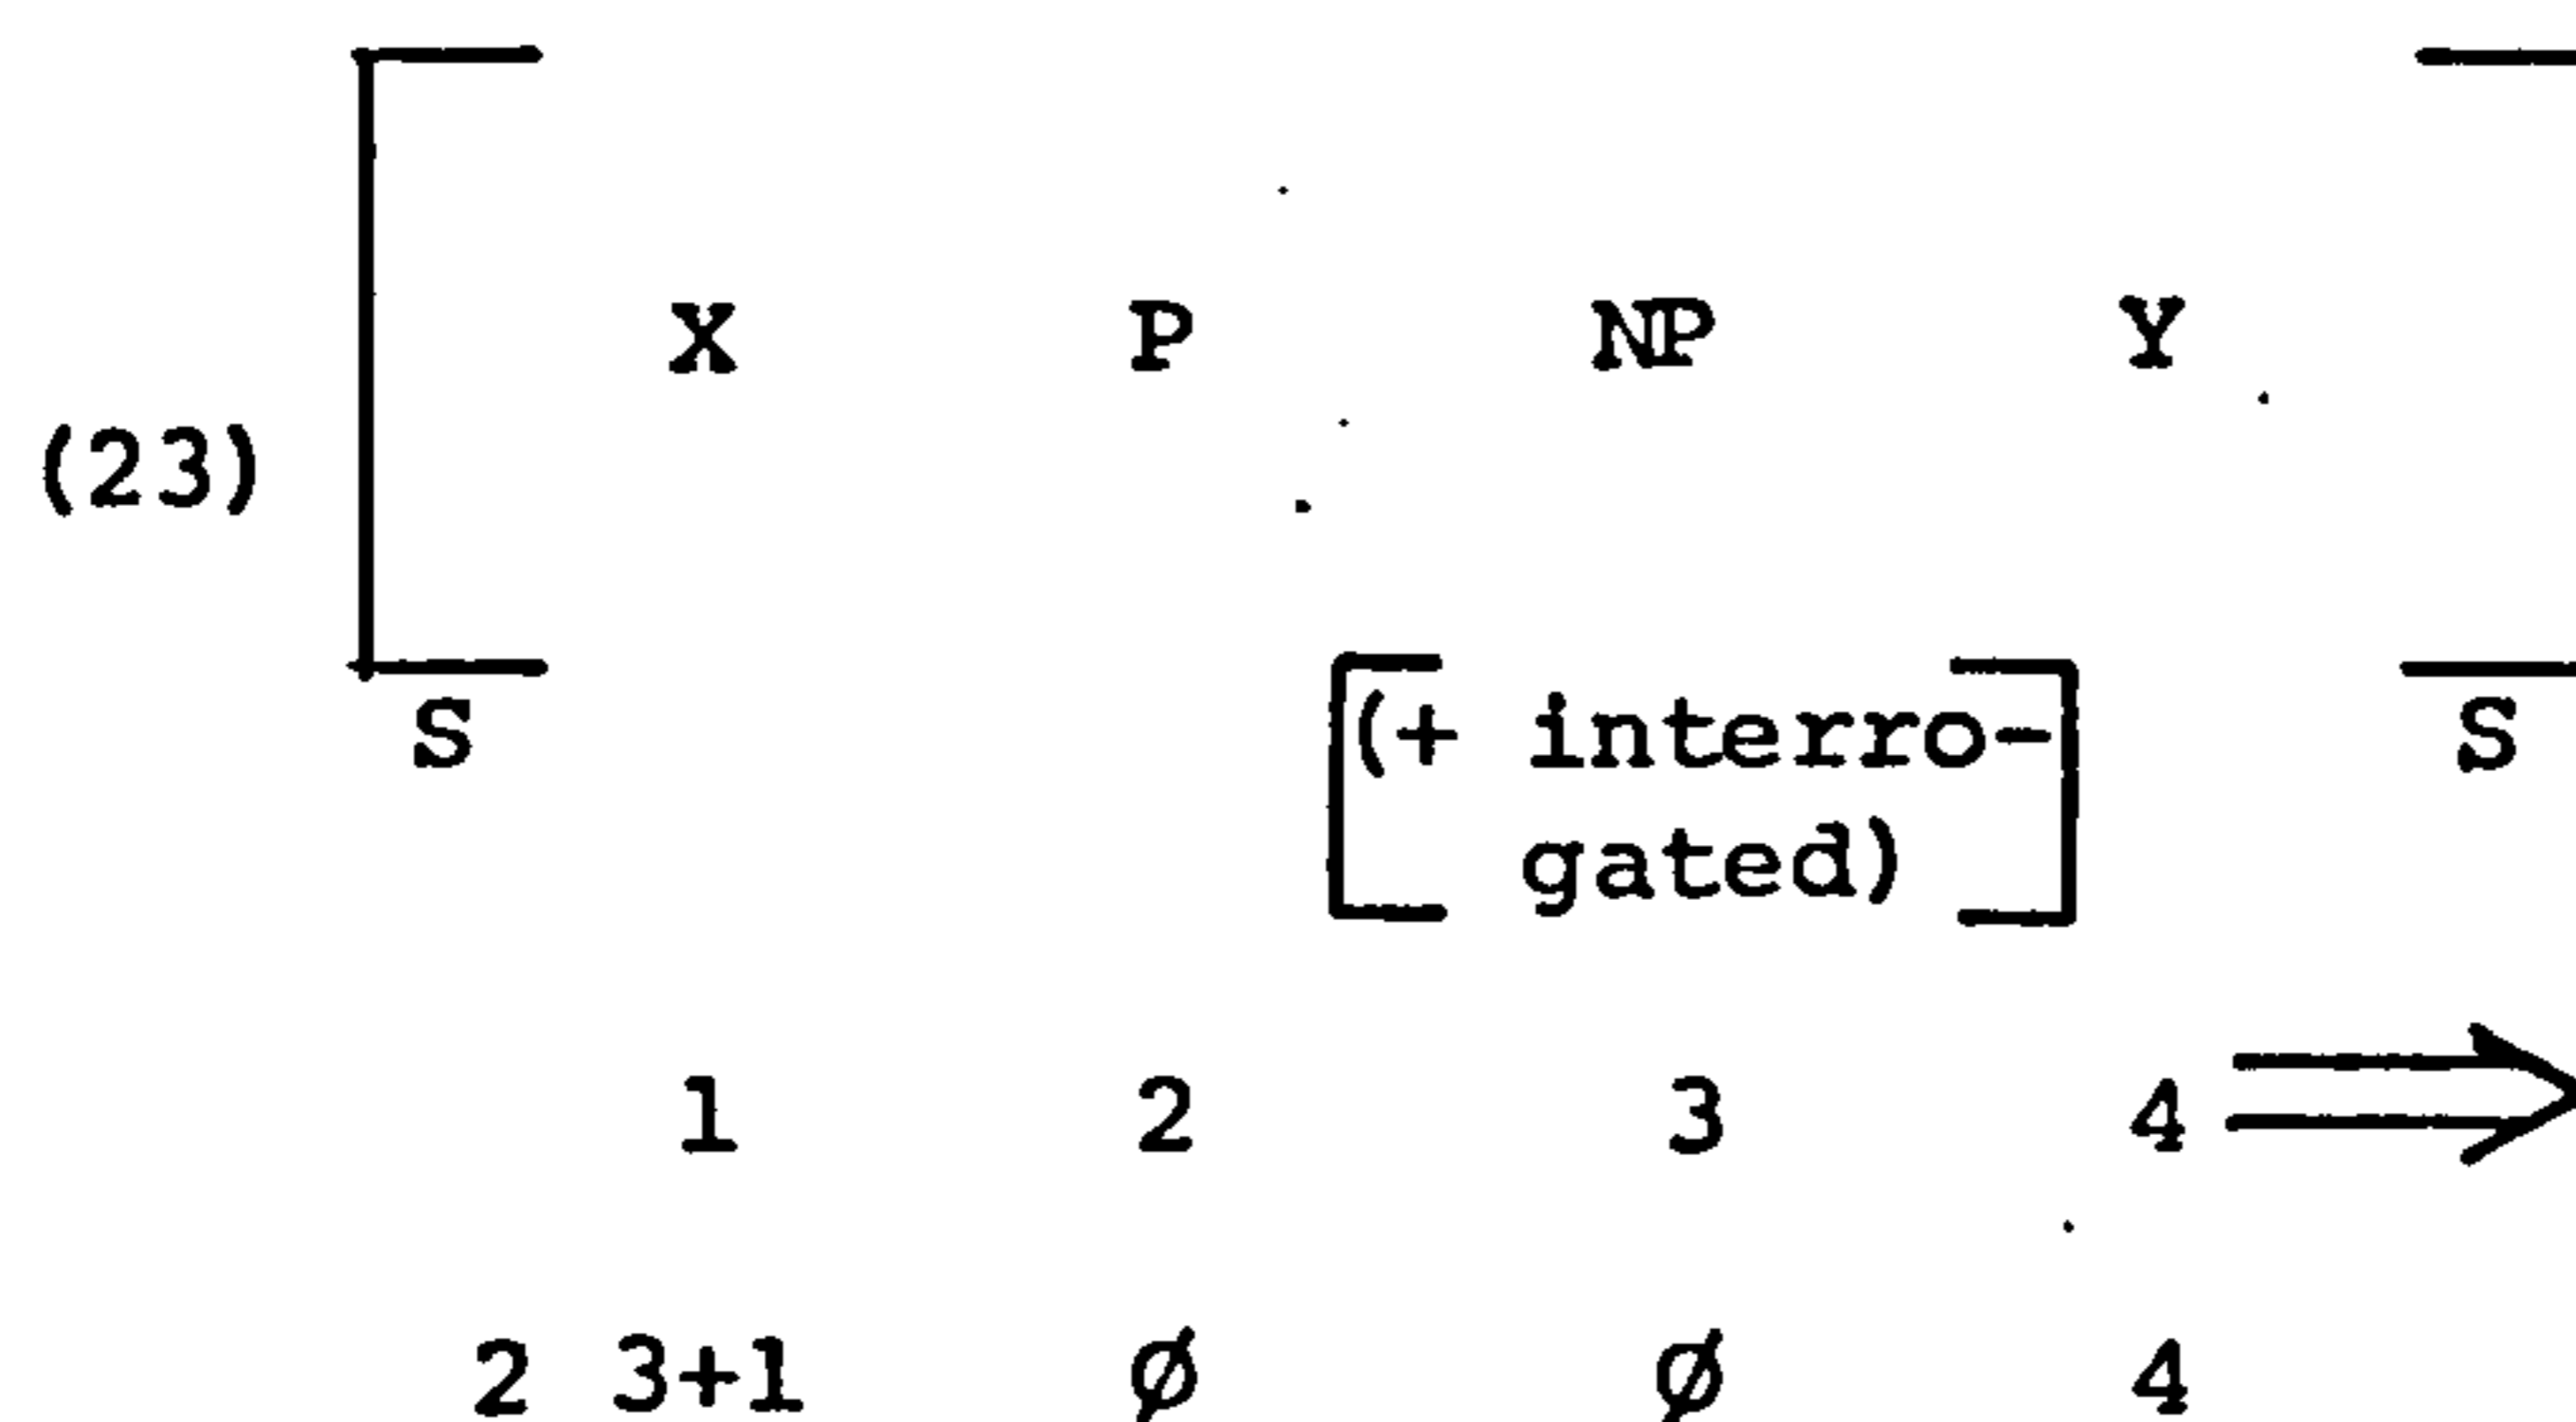 X P NP Y
(23)
S (+ interro- S
gated)
1 2 3 4 ⟹
2 3+1 Ø Ø 4